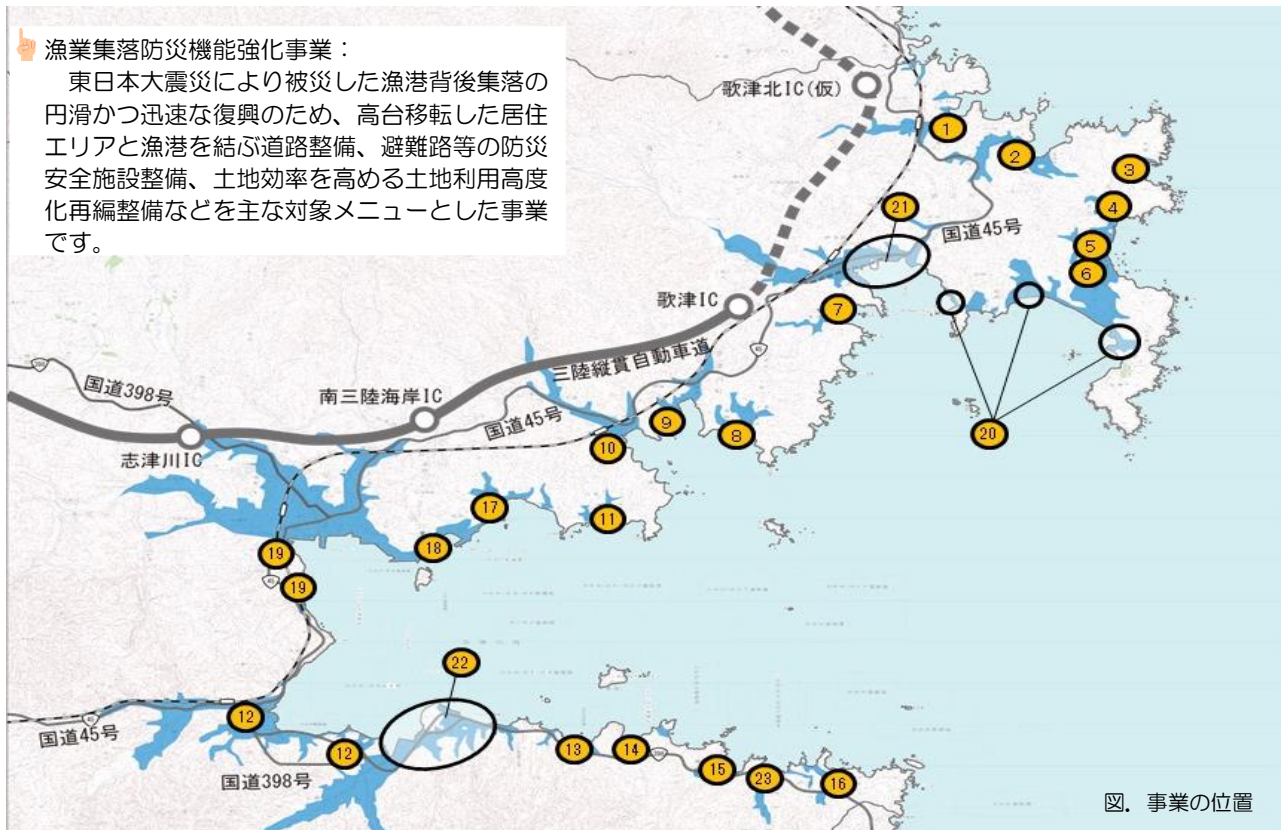 漁業集落防災機能強化事業：
東日本大震災により被災した漁港背後集落の
円滑かつ迅速な復興のため、高台移転した居住
エリアと漁港を結ぶ道路整備、避難路等の防災
安全施設整備、土地効率を高める土地利用高度
化再編整備などを主な対象メニューとした事業
です。
歌津北IC(仮)
1
2
3
4
21
国道45号
5
6
歌津IC
7
45
三陸縦貫自動車道
398
国道398号
南三陸海岸IC
国道45号
9
8
20
10
志津川IC
17
11
18
19
45
19
22
12
45
国道45号
12
13
14
398
15
23
16
国道398号
図. 事業の位置